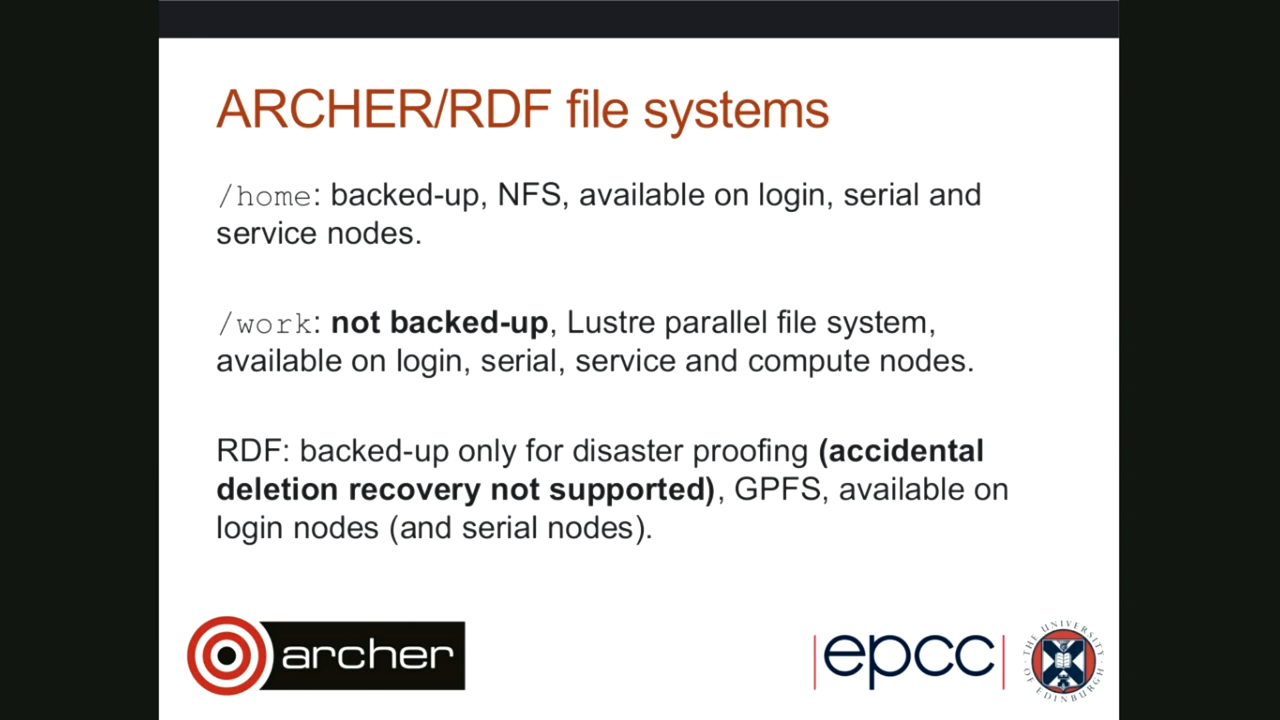 ARCHER/RDF file systems
/home: backed-up, NFS, available on login, serial and
service nodes.
/work: not backed-up, Lustre parallel file system,
available on login, serial, service and compute nodes.
RDF: backed-up only for disaster proofing (accidental
deletion recovery not supported), GPFS, available on
login nodes (and serial nodes).
archer
epcc
THE UNIVERSITY OF EDINBURGH